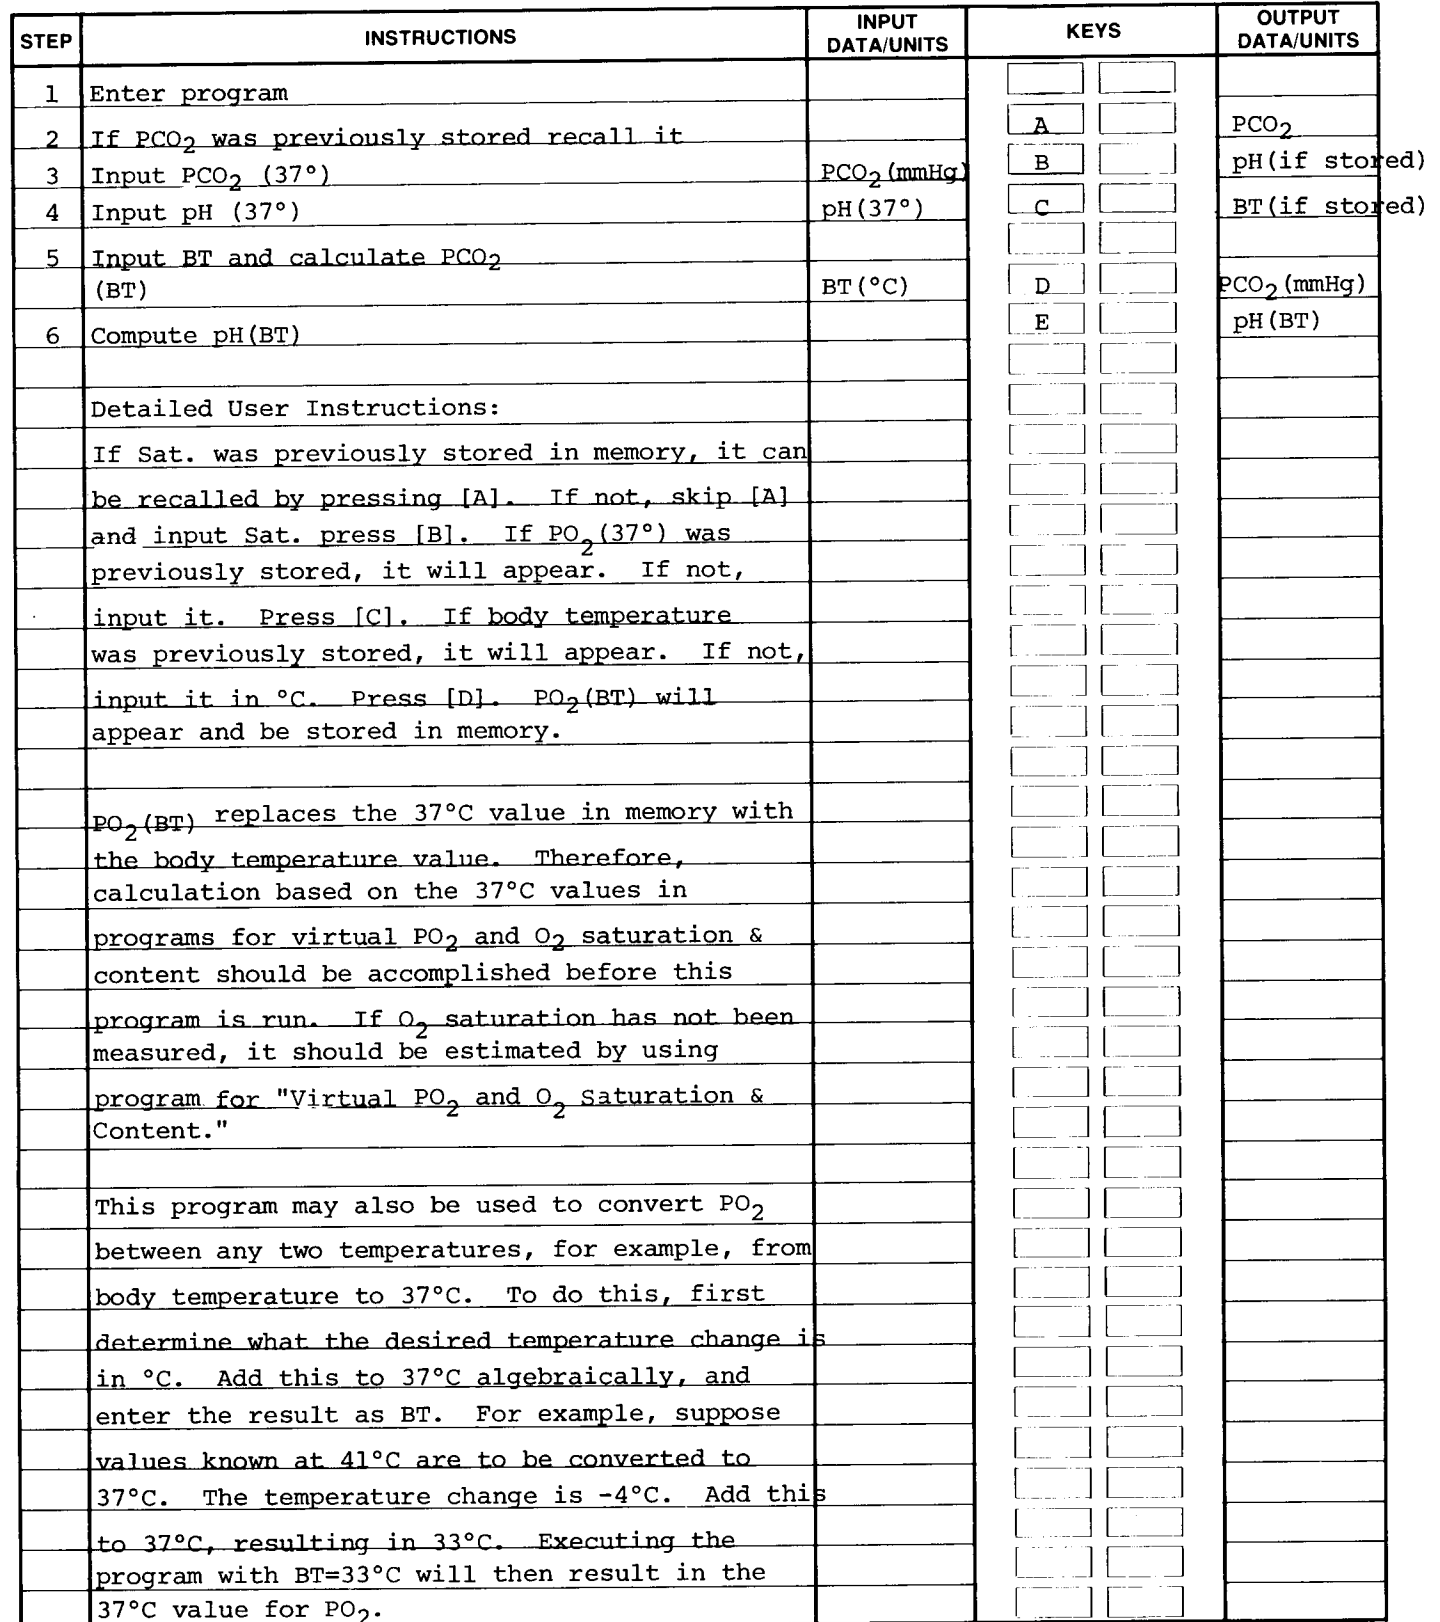 STEP INSTRUCTIONS INPUT DATA/UNITS KEYS OUTPUT DATA/UNITS
1 Enter program
2 If PCO2 was previously stored recall it A PCO2
3 Input PCO2 (37°) PCO2(mmHg) B pH(if stored)
4 Input pH (37°) pH(37°) C BT(if stored)
5 Input BT and calculate PCO2
(BT) BT(°C) D PCO2(mmHg)
6 Compute pH(BT) E pH(BT)
Detailed User Instructions:
If Sat. was previously stored in memory, it can
be recalled by pressing [A]. If not, skip [A]
and input Sat. press [B]. If PO2(37°) was
previously stored, it will appear. If not,
input it. Press [C]. If body temperature
was previously stored, it will appear. If not,
input it in °C. Press [D]. PO2(BT) will
appear and be stored in memory.
PO2(BT) replaces the 37°C value in memory with
the body temperature value. Therefore,
calculation based on the 37°C values in
programs for virtual PO2 and O2 saturation &
content should be accomplished before this
program is run. If O2 saturation has not been
measured, it should be estimated by using
program for "Virtual PO2 and O2 Saturation &
Content."
This program may also be used to convert PO2
between any two temperatures, for example, from
body temperature to 37°C. To do this, first
determine what the desired temperature change is
in °C. Add this to 37°C algebraically, and
enter the result as BT. For example, suppose
values known at 41°C are to be converted to
37°C. The temperature change is -4°C. Add this
to 37°C, resulting in 33°C. Executing the
program with BT=33°C will then result in the
37°C value for PO2.